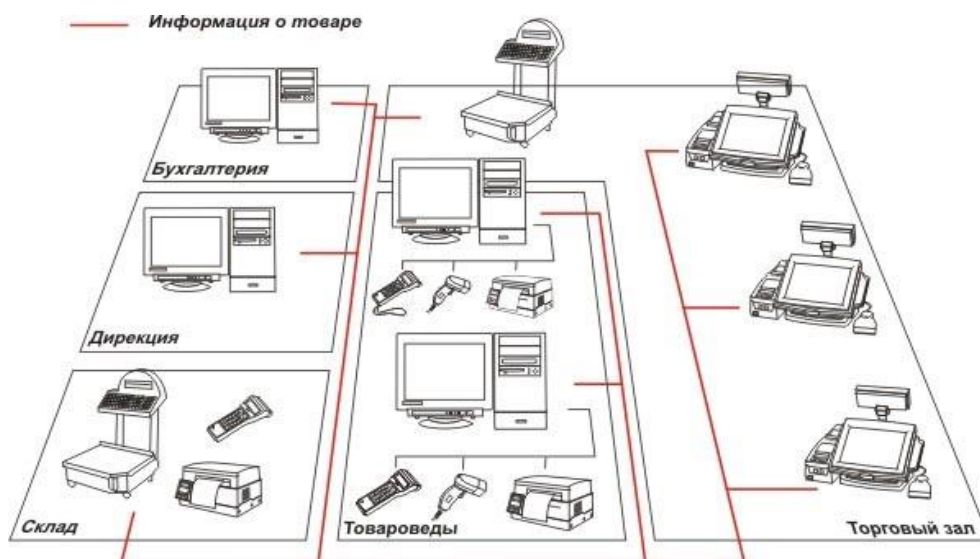 Информация о товаре
Бухгалтерия
Дирекция
Склад
Товароведы
Торговый зал